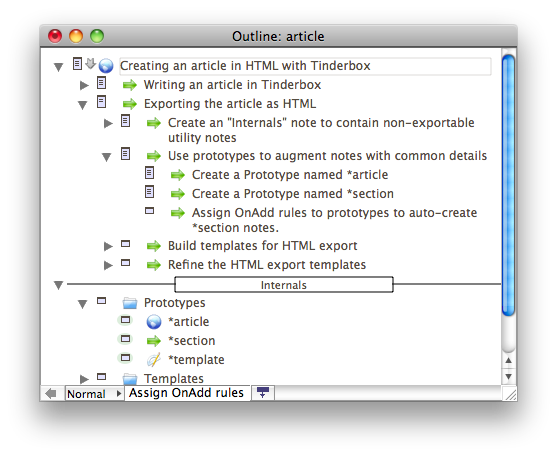 Outline: article
Creating an article in HTML with Tinderbox
Writing an article in Tinderbox
Exporting the article as HTML
Create an "Internals" note to contain non-exportable
utility notes
Use prototypes to augment notes with common details
Create a Prototype named *article
Create a Prototype named *section
Assign OnAdd rules to prototypes to auto-create
*section notes.
Build templates for HTML export
Refine the HTML export templates
Internals
Prototypes
*article
*section
*template
Templates
Normal Assign OnAdd rules